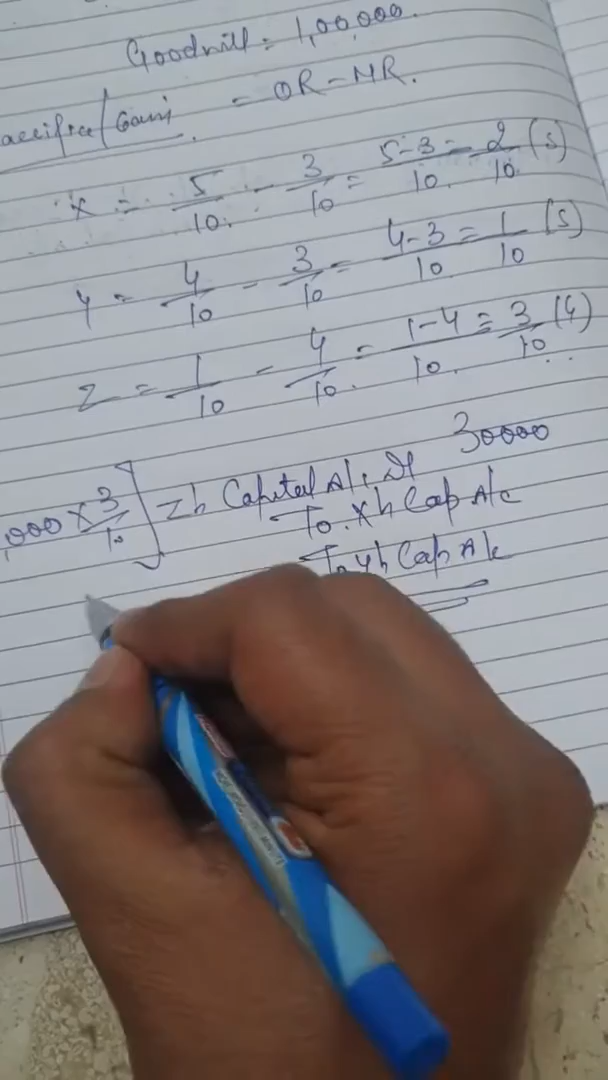 Goodwill = 1,00,000.
acrifice/Gain = OR - NR.
X = 5/10. - 3/10 = 5-3/10. = 2/10. (S)
Y = 4/10 - 3/10 = 4-3/10 = 1/10 (S)
Z = 1/10 - 4/10. = 1-4/10. = 3/10 (G)
,000 × 3/10] Z's Capital A/c Dr 30000
To. X's Cap A/c
To Y's Cap A/c